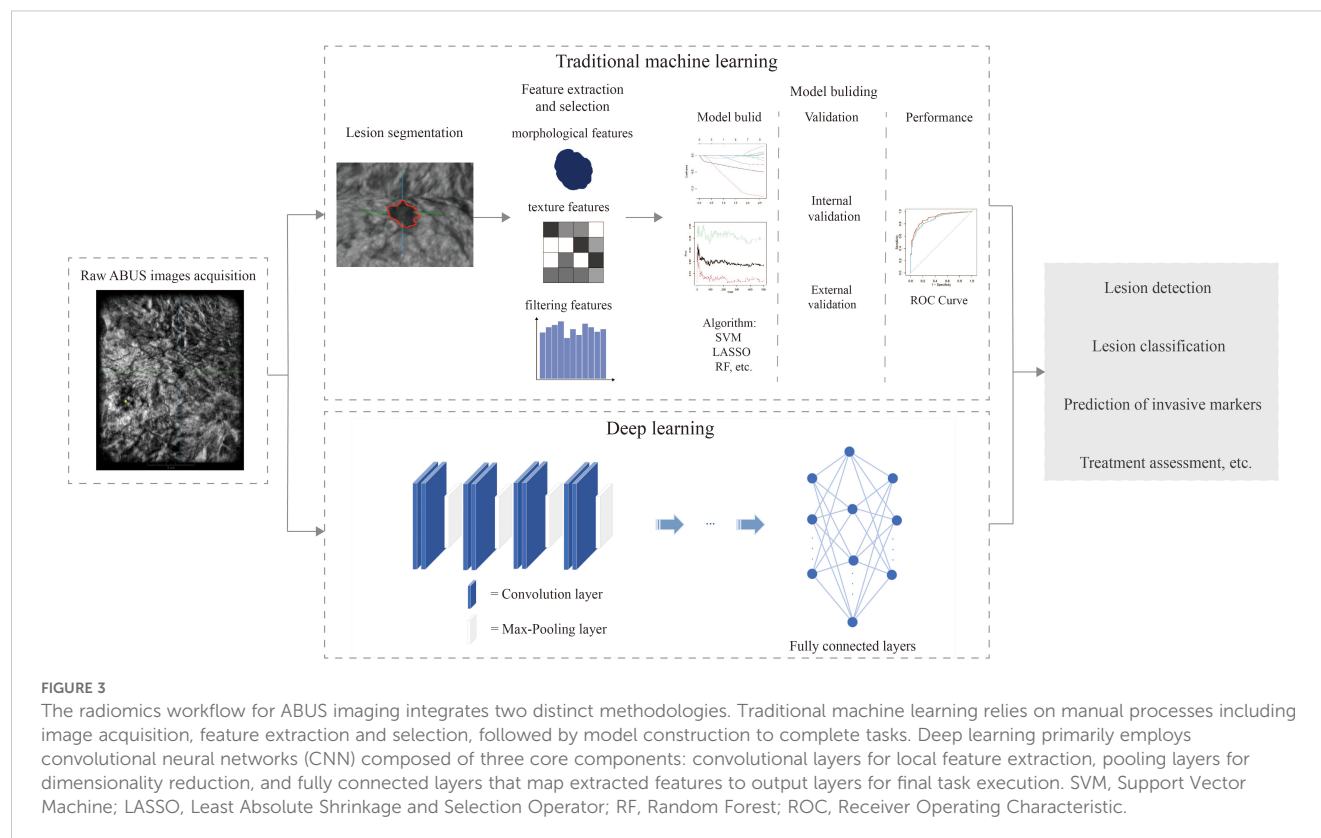 Traditional machine learning
Feature extraction
and selection
Model buliding
Lesion segmentation
Model bulid
Validation
Performance
morphological features
texture features
Internal
validation
Raw ABUS images acquisition
External
validation
filtering features
ROC Curve
Algorithm:
SVM
LASSO
RF, etc.
Lesion detection
Lesion classification
Prediction of invasive markers
Treatment assessment, etc.
Deep learning
...
= Convolution layer
= Max-Pooling layer
Fully connected layers
FIGURE 3
The radiomics workflow for ABUS imaging integrates two distinct methodologies. Traditional machine learning relies on manual processes including
image acquisition, feature extraction and selection, followed by model construction to complete tasks. Deep learning primarily employs
convolutional neural networks (CNN) composed of three core components: convolutional layers for local feature extraction, pooling layers for
dimensionality reduction, and fully connected layers that map extracted features to output layers for final task execution. SVM, Support Vector
Machine; LASSO, Least Absolute Shrinkage and Selection Operator; RF, Random Forest; ROC, Receiver Operating Characteristic.